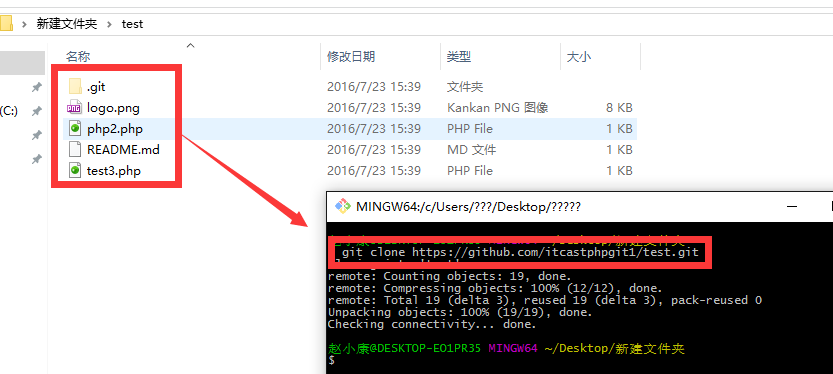 新建文件夹 > test
名称 修改日期 类型 大小
.git 2016/7/23 15:39 文件夹
logo.png 2016/7/23 15:39 Kankan PNG 图像 8 KB
(C:)
php2.php 2016/7/23 15:39 PHP File 1 KB
README.md 2016/7/23 15:39 MD 文件 1 KB
test3.php 2016/7/23 15:39 PHP File 1 KB
MINGW64:/c/Users/???/Desktop/?????
git clone https://github.com/itcastphpgit1/test.git
remote: Counting objects: 19, done.
remote: Compressing objects: 100% (12/12), done.
remote: Total 19 (delta 3), reused 19 (delta 3), pack-reused 0
Unpacking objects: 100% (19/19), done.
Checking connectivity... done.
赵小康@DESKTOP-EO1PR35 MINGW64 ~/Desktop/新建文件夹
$